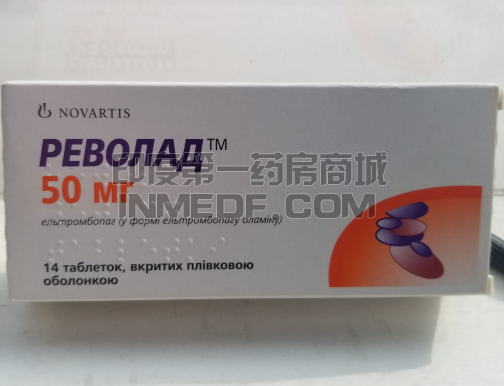 NOVARTIS
РЕВОЛАД™
印度第一药房商城
50 мг
INMEDF.COM®
ельтромбопаг (у формі ельтромбопагу оламіну)
14 таблеток, вкритих плівковою
оболонкою